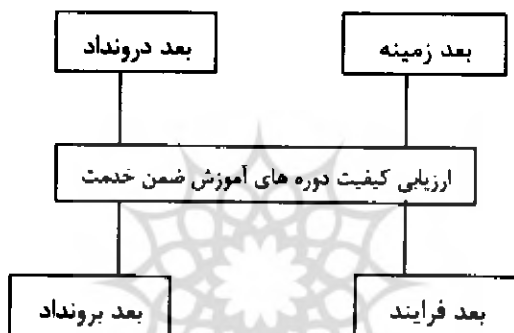 بعد زمینه
بعد درونداد
ارزیابی کیفیت دوره های آموزش ضمن خدمت
بعد فرایند
بعد برونداد